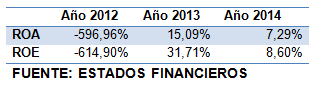 Año 2012 Año 2013 Año 2014
ROA -596,96% 15,09% 7,29%
ROE -614,90% 31,71% 8,60%
FUENTE: ESTADOS FINANCIEROS